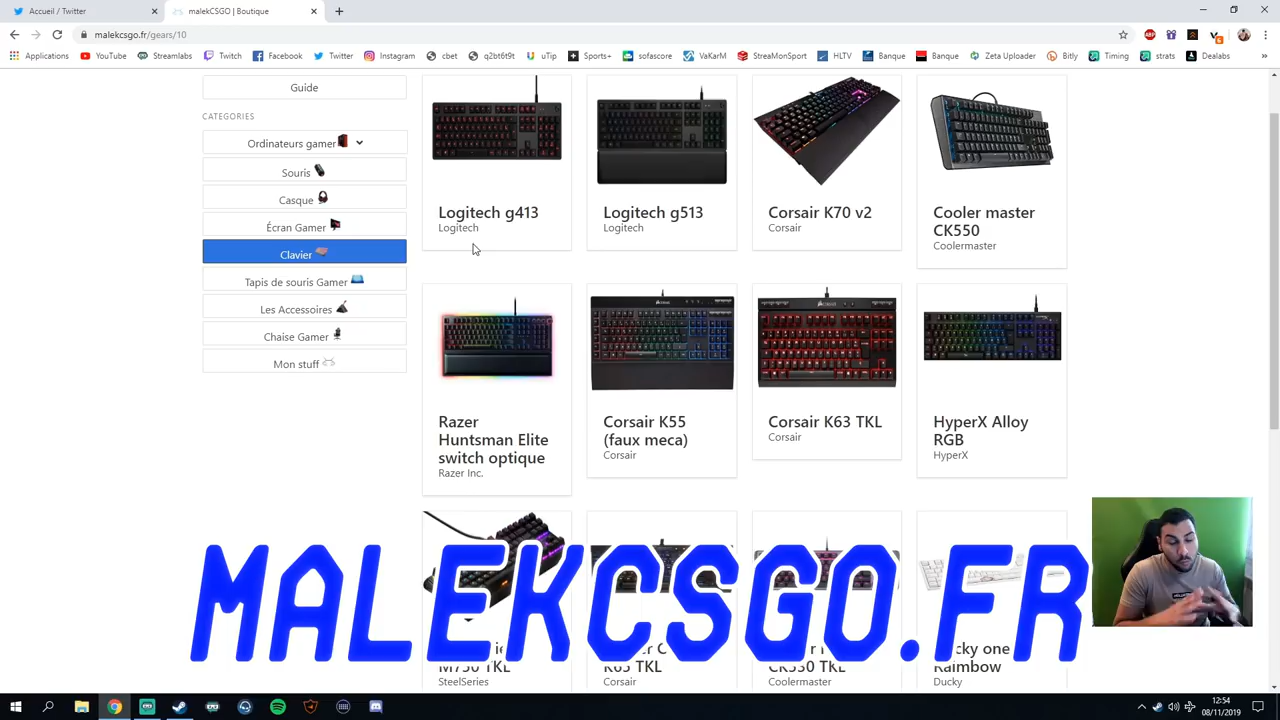 Accueil / Twitter
malekCSGO | Boutique
malekcsgo.fr/gears/10
Applications
Streamlabs
Twitch
Facebook
Twitter
Instagram
cbet
q2bt6t9t
uTip
Sports+
sofascore
VaKarM
StreaMonSport
HLTV
Banque
Banque
Zeta Uploader
Bitly
Timing
strats
Dealabs
Guide
CATEGORIES
Ordinateurs gamer
Souris
Casque
Écran Gamer
Clavier
Tapis de souris Gamer
Les Accessoires
Chaise Gamer
Mon stuff
Logitech g413
Logitech
Logitech g513
Logitech
Corsair K70 v2
Corsair
Cooler master
CK550
Coolermaster
Razer
Huntsman Elite
switch optique
Razer Inc.
Corsair K55
(faux meca)
Corsair
Corsair K63 TKL
Corsair
HyperX Alloy
RGB
HyperX
MALEKCSGO.FR
M750 TKL
SteelSeries
K65 TKL
Corsair
CK530 TKL
Coolermaster
one
Rainbow
Ducky
12:54
08/11/2019